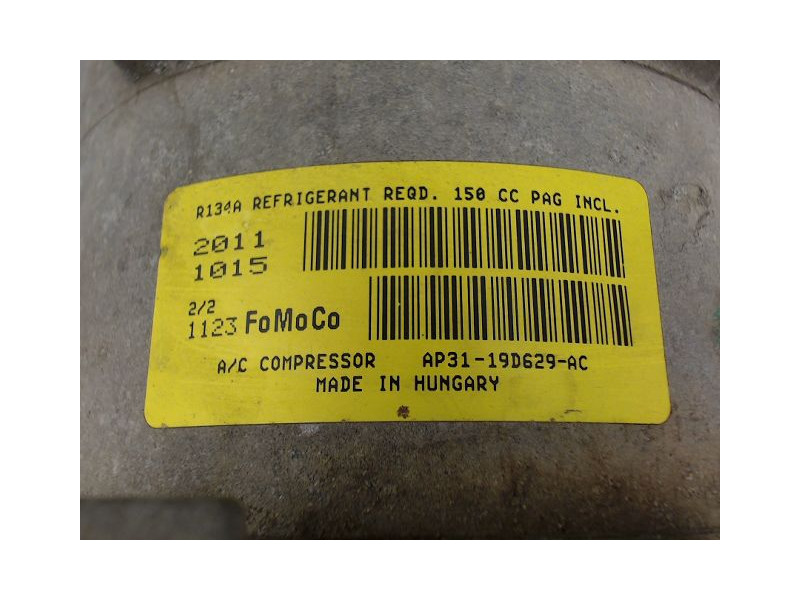 R134A REFRIGERANT REQD. 150 CC PAG INCL.
2011
1015
2/2
1123 FoMoCo
A/C COMPRESSOR AP31-19D629-AC
MADE IN HUNGARY